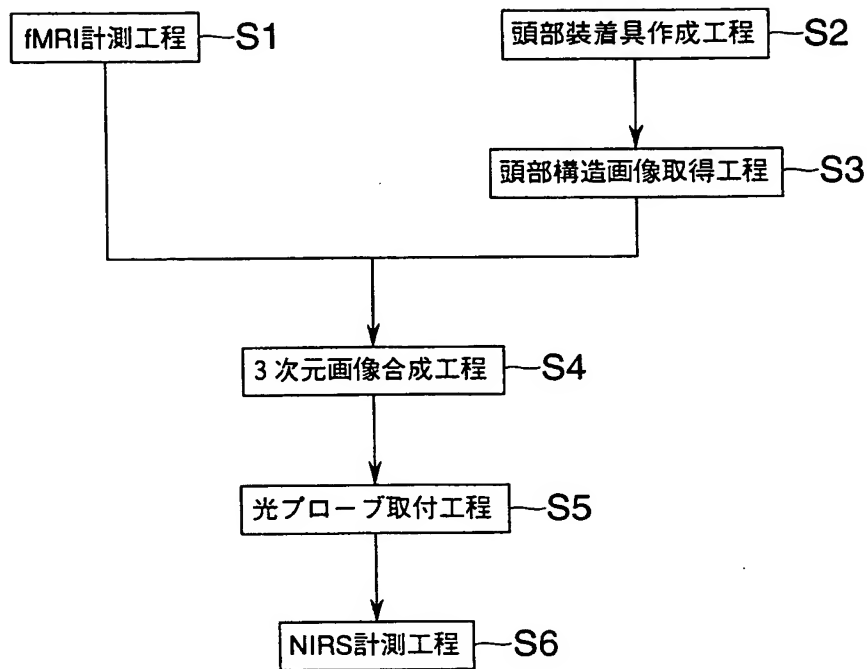 fMRI計測工程 S1
頭部装着具作成工程 S2
頭部構造画像取得工程 S3
3次元画像合成工程 S4
光プローブ取付工程 S5
NIRS計測工程 S6